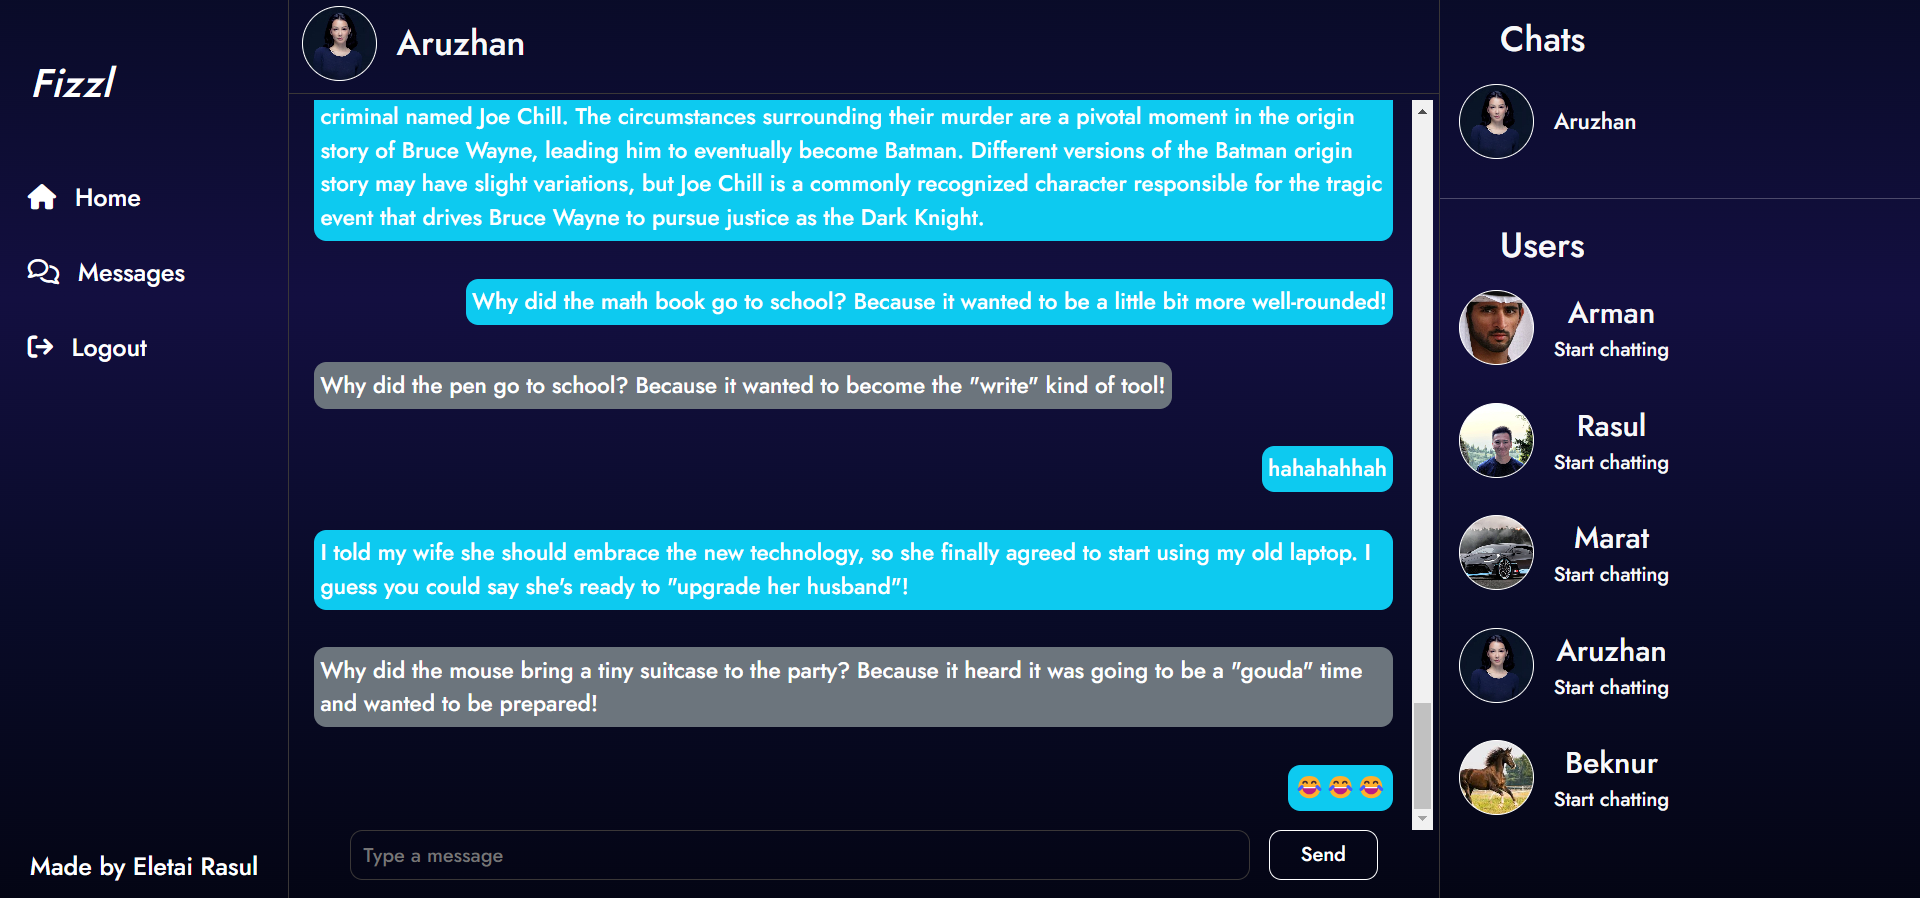 Fizzl
Home
Messages
Logout
Made by Eletai Rasul
Aruzhan
criminal named Joe Chill. The circumstances surrounding their murder are a pivotal moment in the origin
story of Bruce Wayne, leading him to eventually become Batman. Different versions of the Batman origin
story may have slight variations, but Joe Chill is a commonly recognized character responsible for the tragic
event that drives Bruce Wayne to pursue justice as the Dark Knight.
Why did the math book go to school? Because it wanted to be a little bit more well-rounded!
Why did the pen go to school? Because it wanted to become the "write" kind of tool!
hahahahhah
I told my wife she should embrace the new technology, so she finally agreed to start using my old laptop. I
guess you could say she's ready to "upgrade her husband"!
Why did the mouse bring a tiny suitcase to the party? Because it heard it was going to be a "gouda" time
and wanted to be prepared!
😂😂😂
Type a message
Send
Chats
Aruzhan
Users
Arman
Start chatting
Rasul
Start chatting
Marat
Start chatting
Aruzhan
Start chatting
Beknur
Start chatting